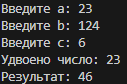 Введите a: 23
Введите b: 124
Введите c: 6
Удвоено число: 23
Результат: 46